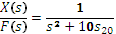 X(s)/F(s) = 1/(s² + 10s₂₀)